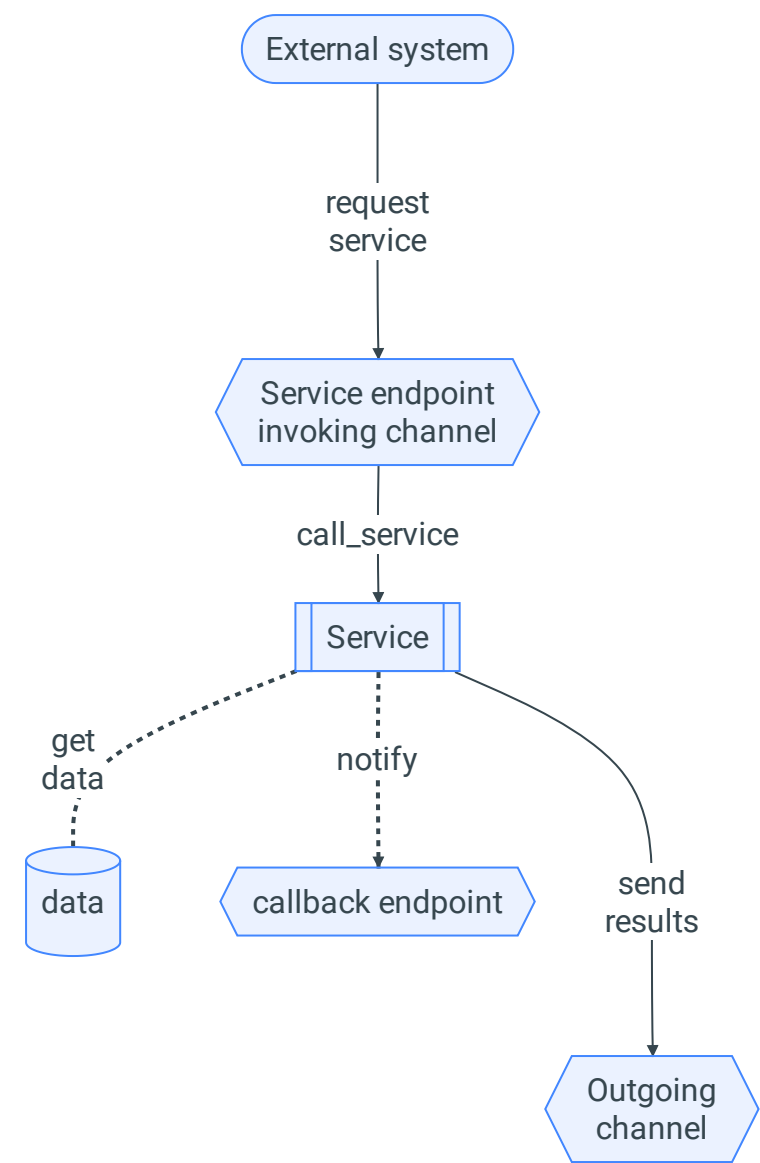 External system
request
service
Service endpoint
invoking channel
call_service
Service
get
data
notify
data
callback endpoint
send
results
Outgoing
channel